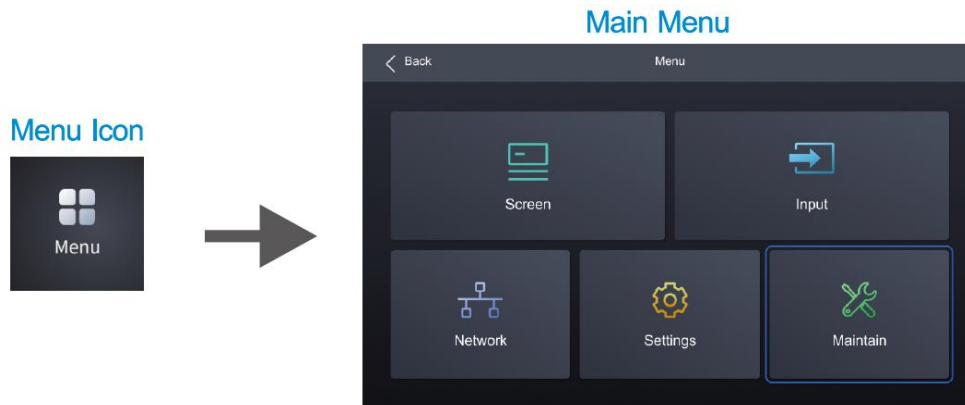 Main Menu
Back
Menu
Menu Icon
Menu
Screen
Input
Network
Settings
Maintain